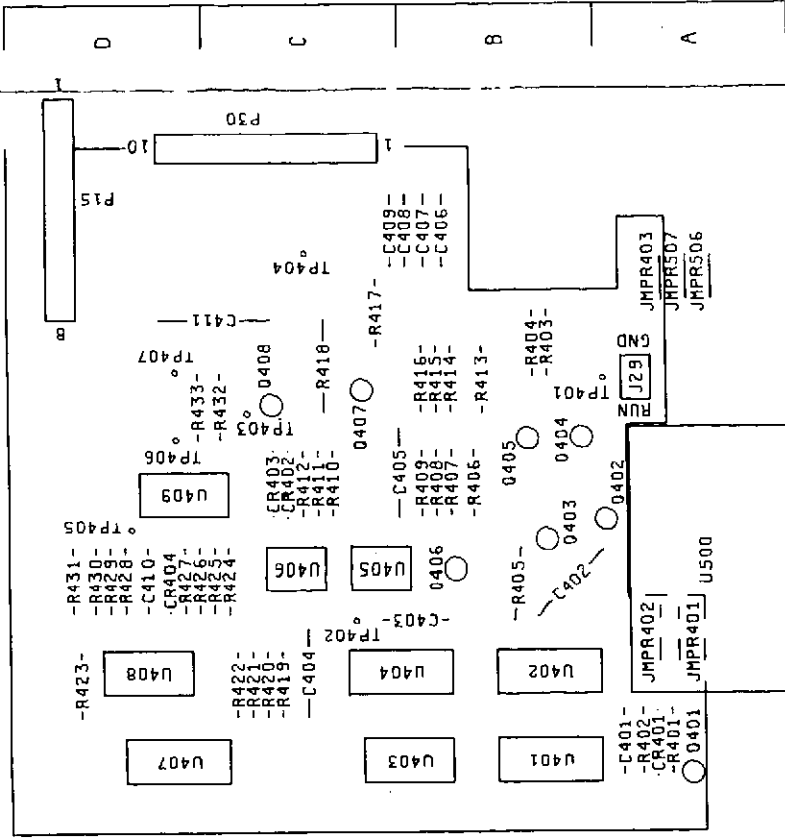 D
C
B
A
1
P15
8
10
P30
1
-C409-
-C408-
-C407-
-C406-
TP404
C411
-R417-
JMPR403
JMPR507
JMPR506
TP407
Q408
-R418-
-R433-
-R432-
TP403
Q407
-R416-
-R415-
-R414-
-R413-
-R404-
-R403-
GND
J29
RUN
TP401
TP406
U409
CR403
CR402
-R412-
-R411-
-R410-
C405
-R409-
-R408-
-R407-
-R406-
Q405
Q404
Q402
Q403
TP405
-R431-
-R430-
-R429-
-R428-
-C410-
CR404
-R427-
-R426-
-R425-
-R424-
U406
U405
Q406
-R405-
C402
U500
TP402
-C403-
-R423-
U408
-R422-
-R421-
-R420-
-R419-
C404
U404
U402
JMPR402
JMPR401
U407
U403
U401
-C401-
-R402-
CR401
-R401-
Q401